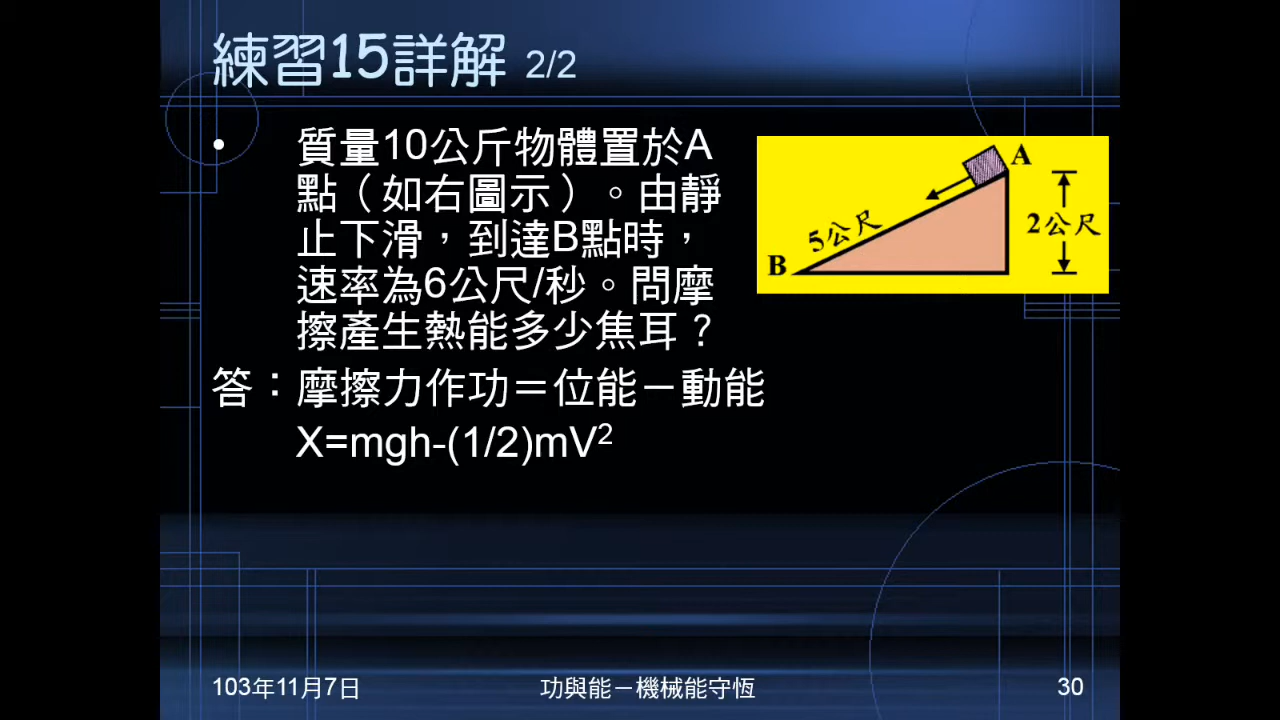 練習15詳解 2/2
• 質量10公斤物體置於A
點（如右圖示）。由靜
止下滑，到達B點時，
速率為6公尺/秒。問摩
擦產生熱能多少焦耳？
A
5公尺
2公尺
B
答：摩擦力作功＝位能－動能
X=mgh-(1/2)mV²
103年11月7日
功與能－機械能守恆
30